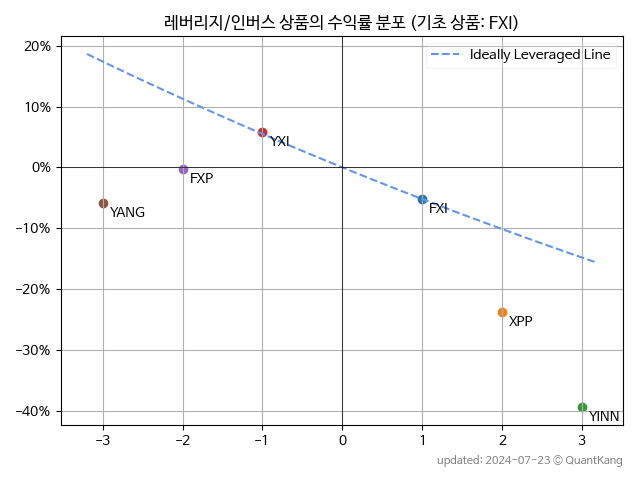 레버리지/인버스 상품의 수익률 분포 (기초 상품: FXI)
20%
Ideally Leveraged Line
10%
YXI
0%
FXP
YANG
FXI
−10%
−20%
XPP
−30%
−40%
YINN
−3 −2 −1 0 1 2 3
updated: 2024-07-23 © QuantKang